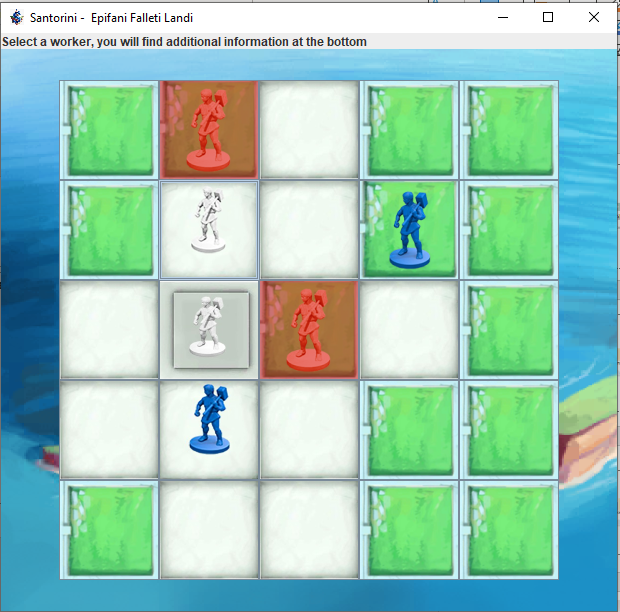 Santorini - Epifani Falleti Landi
Select a worker, you will find additional information at the bottom